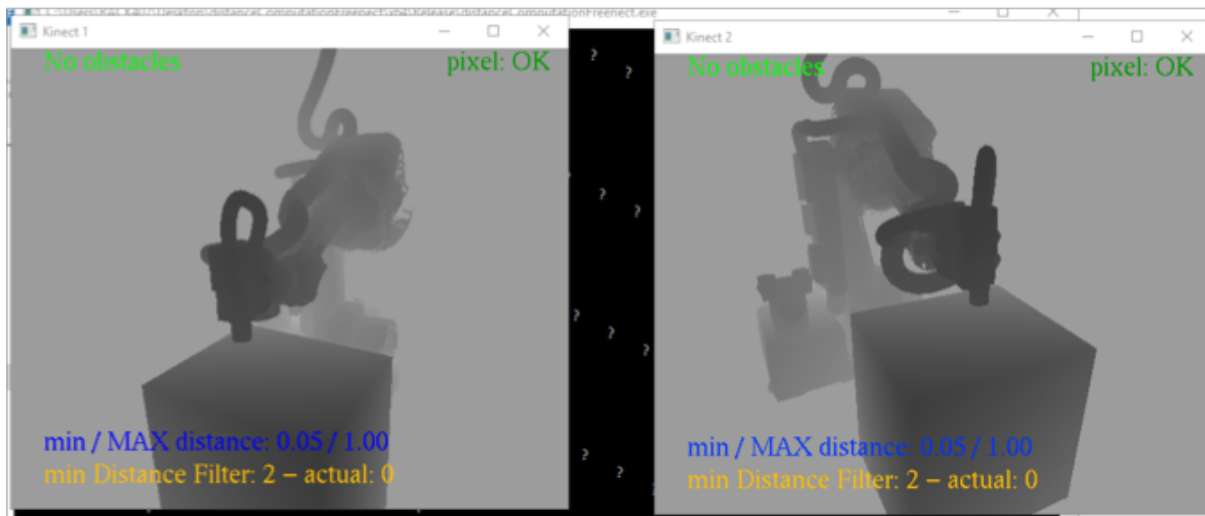 Kinect 1
No obstacles
pixel: OK
min / MAX distance: 0.05 / 1.00
min Distance Filter: 2 – actual: 0
?
?
?
?
?
?
?
?
?
Kinect 2
No obstacles
pixel: OK
min / MAX distance: 0.05 / 1.00
min Distance Filter: 2 – actual: 0